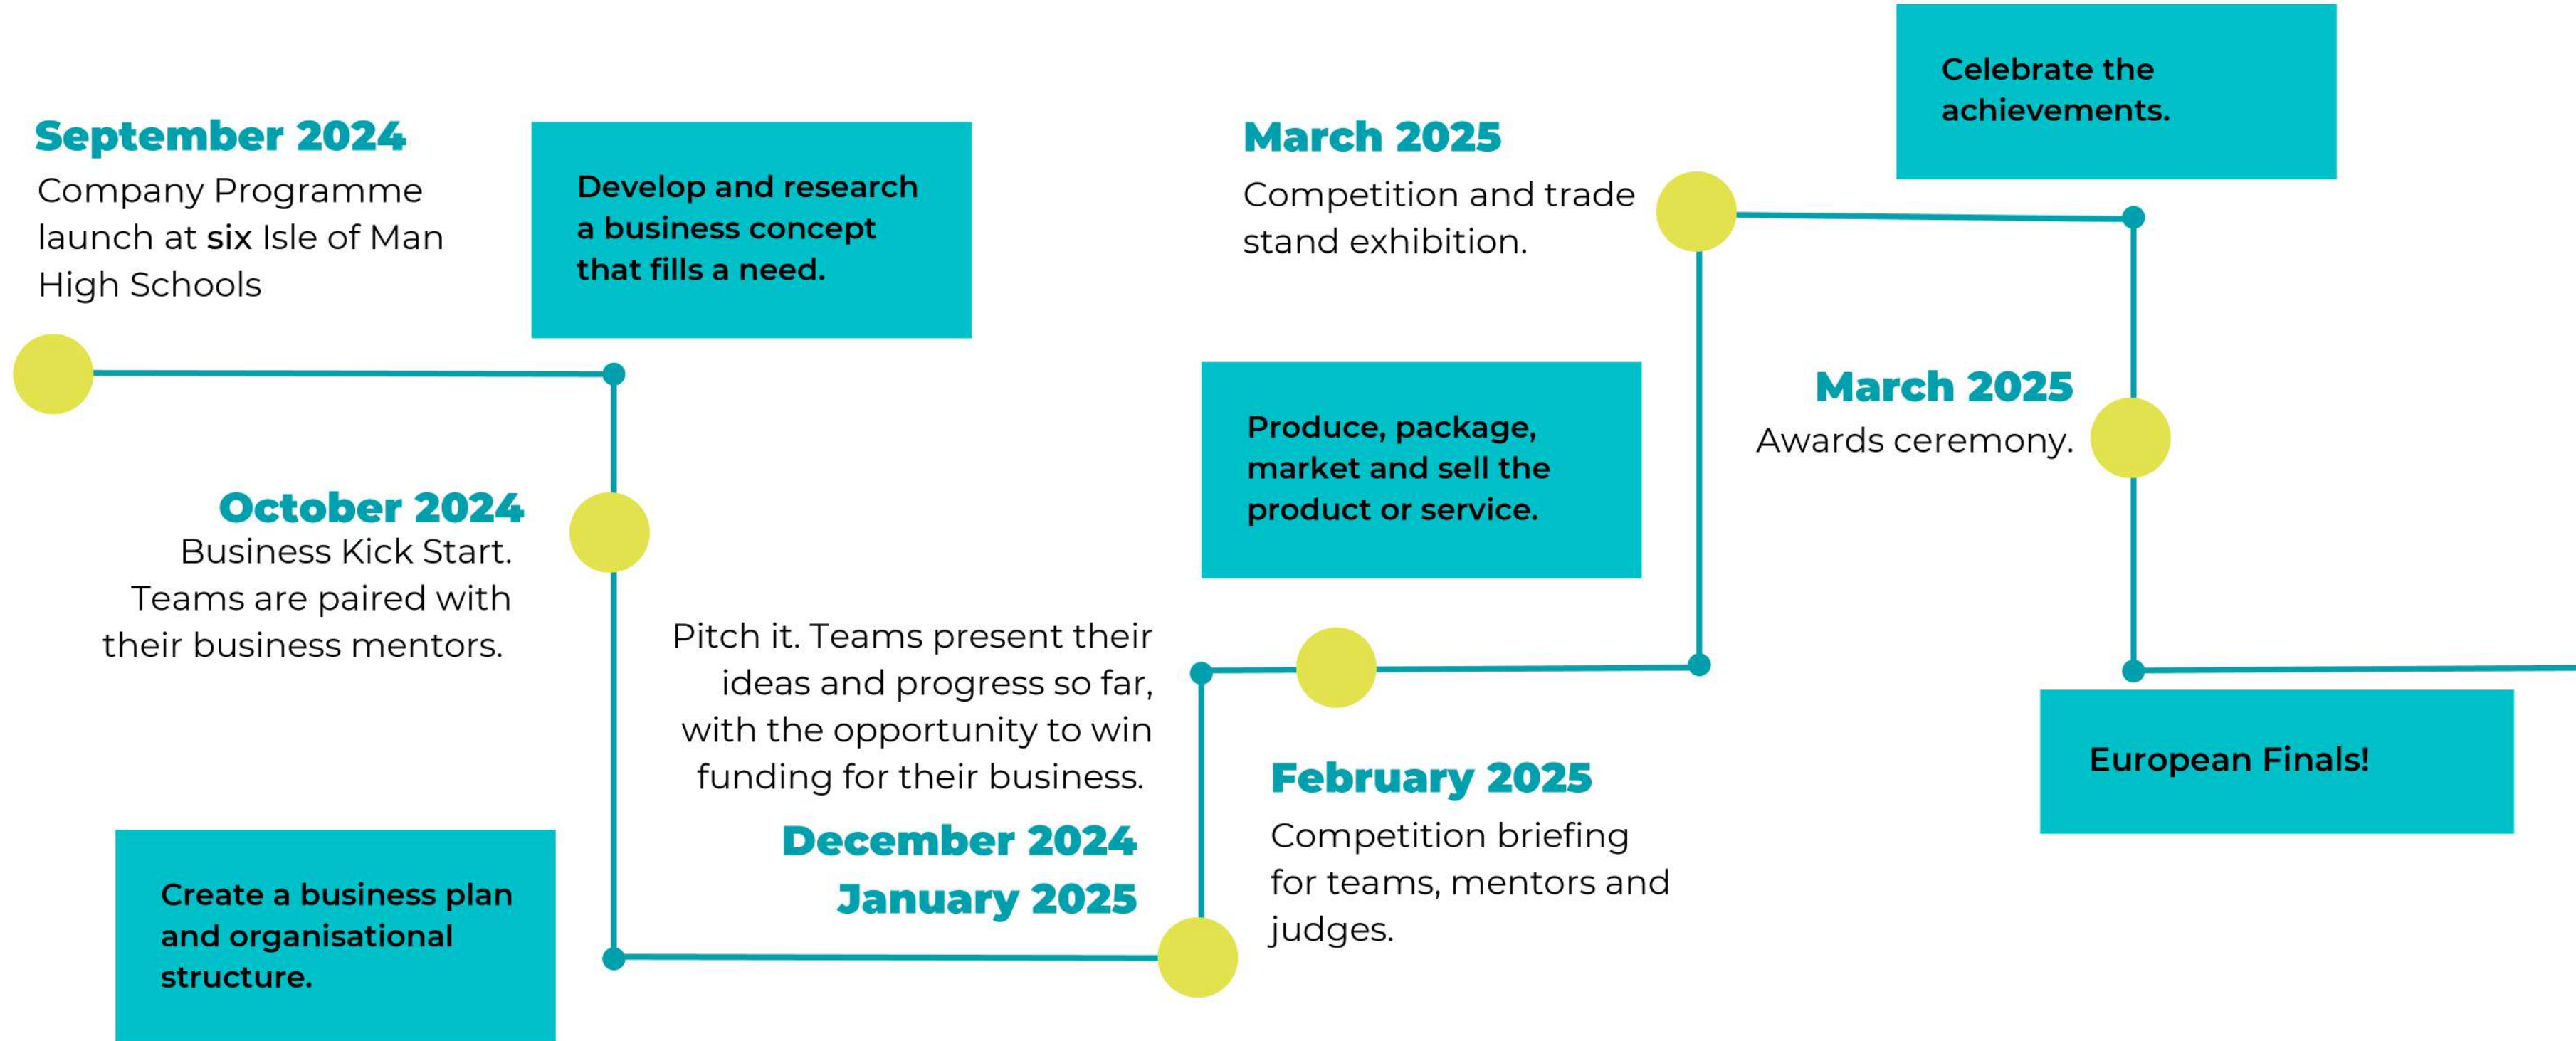 September 2024
Company Programme
launch at six Isle of Man
High Schools
Develop and research
a business concept
that fills a need.
October 2024
Business Kick Start.
Teams are paired with
their business mentors.
Create a business plan
and organisational
structure.
Pitch it. Teams present their
ideas and progress so far,
with the opportunity to win
funding for their business.
December 2024
January 2025
Produce, package,
market and sell the
product or service.
February 2025
Competition briefing
for teams, mentors and
judges.
March 2025
Competition and trade
stand exhibition.
Celebrate the
achievements.
March 2025
Awards ceremony.
European Finals!